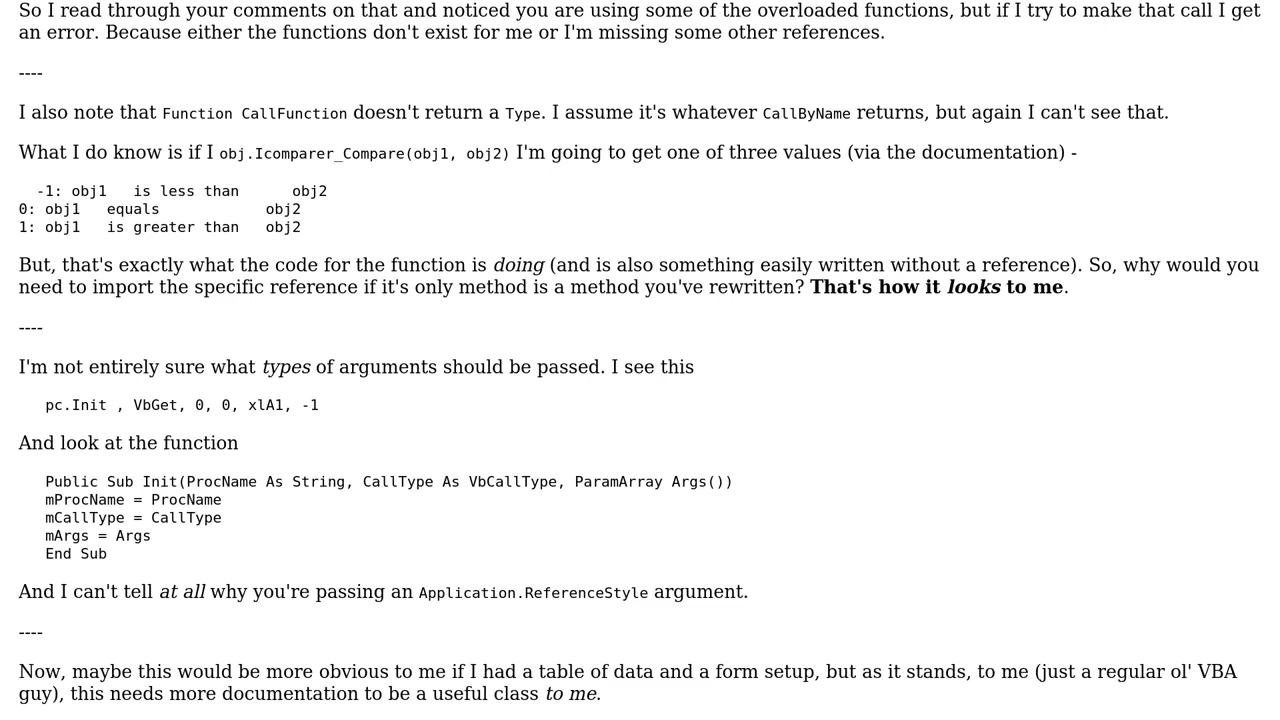 So I read through your comments on that and noticed you are using some of the overloaded functions, but if I try to make that call I get
an error. Because either the functions don't exist for me or I'm missing some other references.
----
I also note that Function CallFunction doesn't return a Type. I assume it's whatever CallByName returns, but again I can't see that.
What I do know is if I obj.Icomparer_Compare(obj1, obj2) I'm going to get one of three values (via the documentation) -
-1: obj1   is less than      obj2
0: obj1   equals            obj2
1: obj1   is greater than   obj2
But, that's exactly what the code for the function is doing (and is also something easily written without a reference). So, why would you
need to import the specific reference if it's only method is a method you've rewritten? That's how it looks to me.
----
I'm not entirely sure what types of arguments should be passed. I see this
pc.Init , VbGet, 0, 0, xlA1, -1
And look at the function
Public Sub Init(ProcName As String, CallType As VbCallType, ParamArray Args())
mProcName = ProcName
mCallType = CallType
mArgs = Args
End Sub
And I can't tell at all why you're passing an Application.ReferenceStyle argument.
----
Now, maybe this would be more obvious to me if I had a table of data and a form setup, but as it stands, to me (just a regular ol' VBA
guy), this needs more documentation to be a useful class to me.